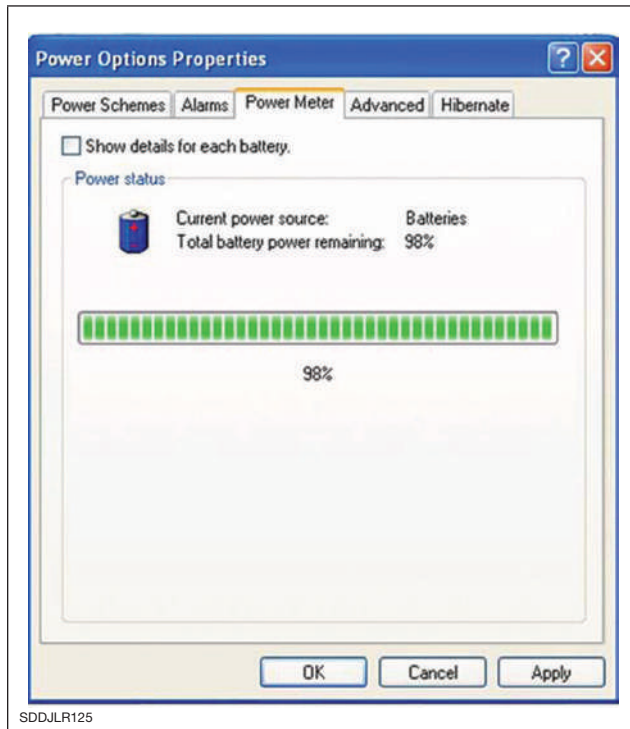 Power Options Properties
Power Schemes Alarms Power Meter Advanced Hibernate
Show details for each battery.
Power status
Current power source: Batteries
Total battery power remaining: 98%
98%
OK Cancel Apply
SDDJLR125